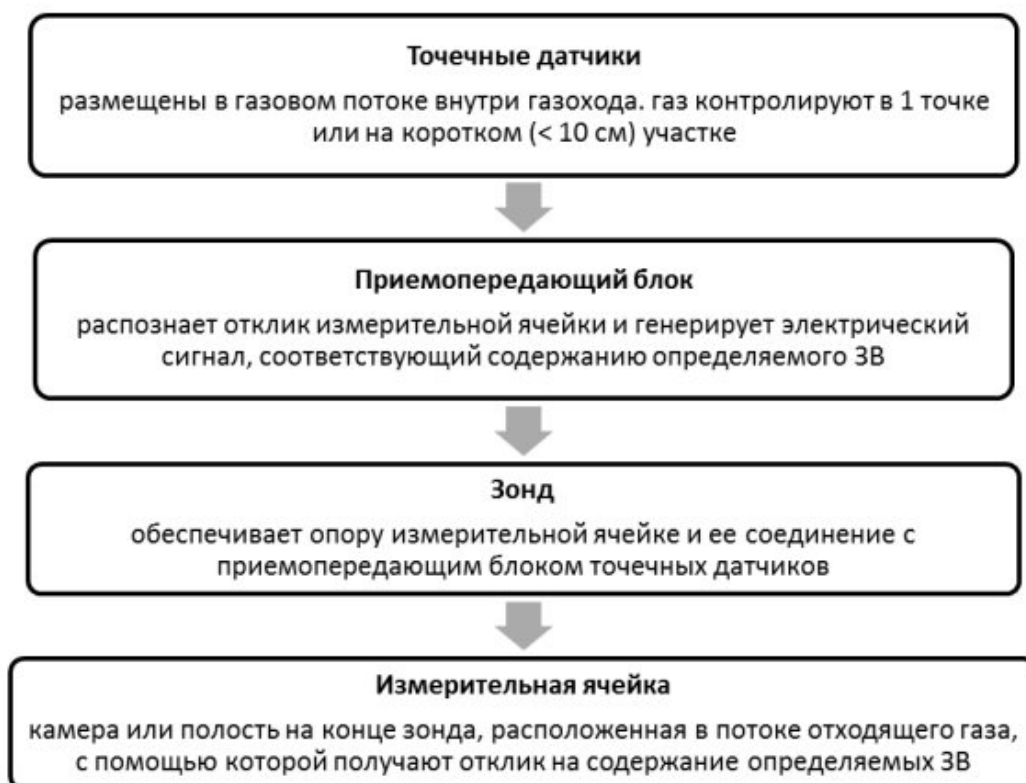 Точечные датчики
размещены в газовом потоке внутри газохода. газ контролируют в 1 точке
или на коротком (< 10 см) участке
Приемопередающий блок
распознает отклик измерительной ячейки и генерирует электрический
сигнал, соответствующий содержанию определяемого ЗВ
Зонд
обеспечивает опору измерительной ячейке и ее соединение с
приемопередающим блоком точечных датчиков
Измерительная ячейка
камера или полость на конце зонда, расположенная в потоке отходящего газа,
с помощью которой получают отклик на содержание определяемых ЗВ